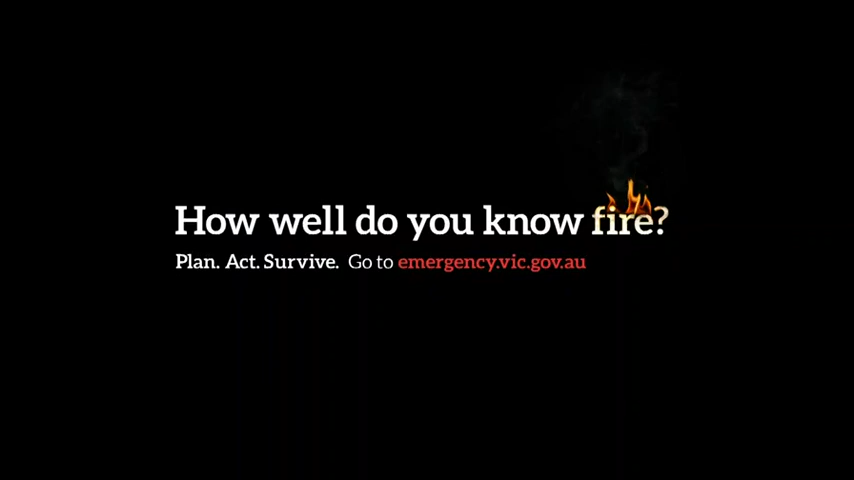 How well do you know fire?
Plan. Act. Survive. Go to emergency.vic.gov.au